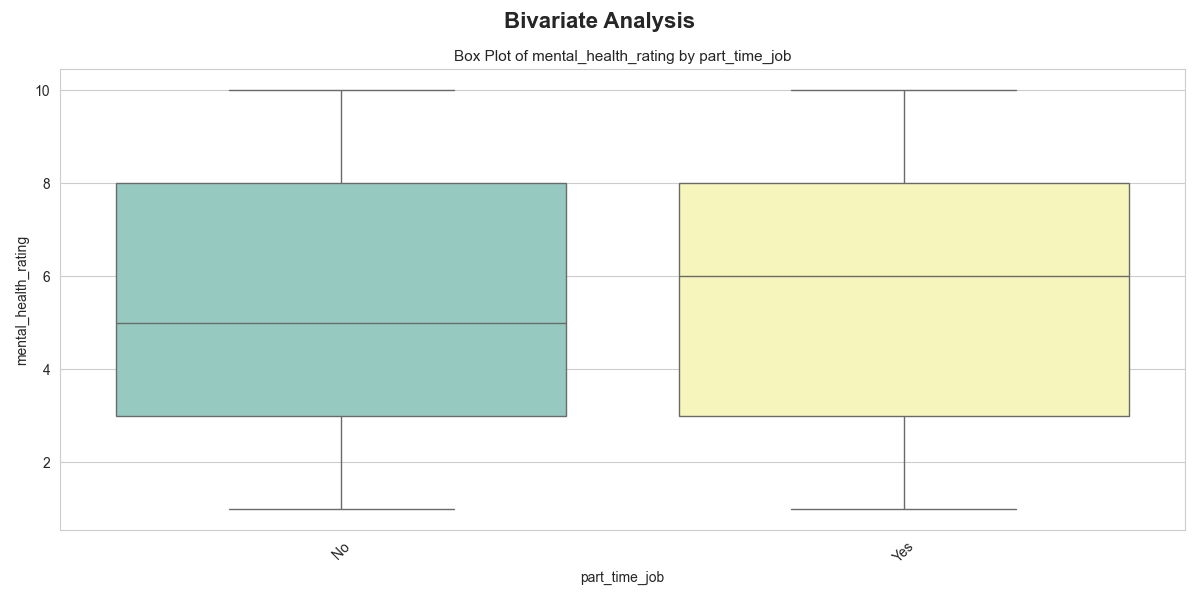 Bivariate Analysis
Box Plot of mental_health_rating by part_time_job
mental_health_rating
10
8
6
4
2
No
Yes
part_time_job